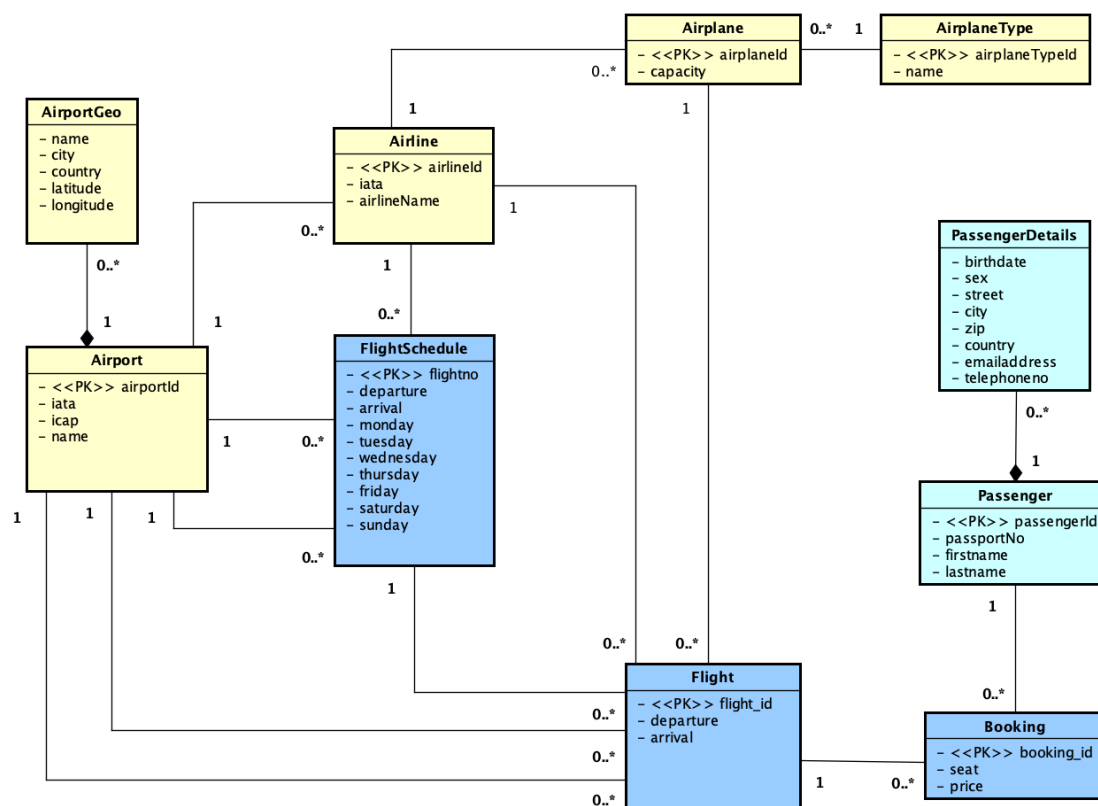 Airplane
- <<PK>> airplaneId
- capacity
0..*
1
AirplaneType
- <<PK>> airplaneTypeId
- name
0..*
1
1
AirportGeo
- name
- city
- country
- latitude
- longitude
Airline
- <<PK>> airlineId
- iata
- airlineName
0..*
1
1
0..*
1
1
0..*
PassengerDetails
- birthdate
- sex
- street
- city
- zip
- country
- emailaddress
- telephoneno
0..*
1
Airport
- <<PK>> airportId
- iata
- icap
- name
FlightSchedule
- <<PK>> flightno
- departure
- arrival
- monday
- tuesday
- wednesday
- thursday
- friday
- saturday
- sunday
1
0..*
1
1
1
0..*
1
Passenger
- <<PK>> passengerId
- passportNo
- firstname
- lastname
1
0..*
0..*
0..*
Flight
- <<PK>> flight_id
- departure
- arrival
0..*
0..*
0..*
1
0..*
Booking
- <<PK>> booking_id
- seat
- price